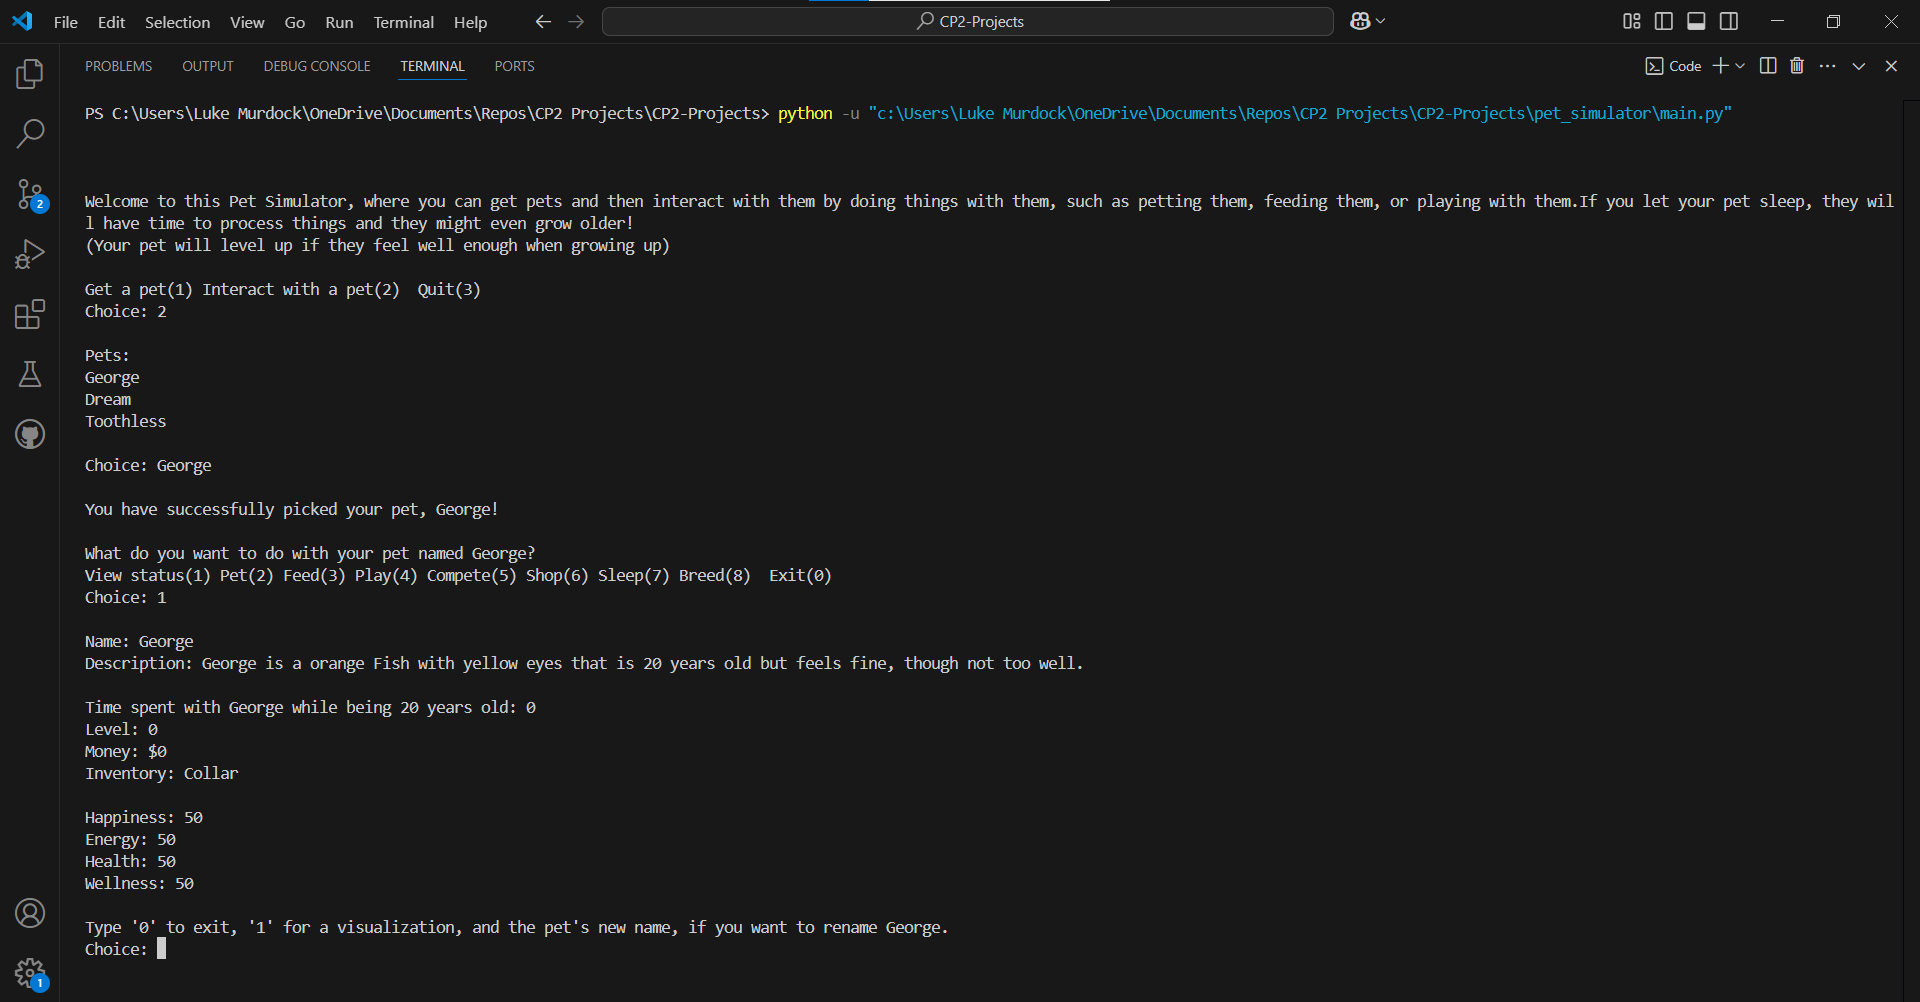 File Edit Selection View Go Run Terminal Help CP2-Projects
PROBLEMS OUTPUT DEBUG CONSOLE TERMINAL PORTS Code
PS C:\Users\Luke Murdock\OneDrive\Documents\Repos\CP2 Projects\CP2-Projects> python -u "c:\Users\Luke Murdock\OneDrive\Documents\Repos\CP2 Projects\CP2-Projects\pet_simulator\main.py"
Welcome to this Pet Simulator, where you can get pets and then interact with them by doing things with them, such as petting them, feeding them, or playing with them.If you let your pet sleep, they wil
l have time to process things and they might even grow older!
(Your pet will level up if they feel well enough when growing up)
Get a pet(1) Interact with a pet(2)  Quit(3)
Choice: 2
Pets:
George
Dream
Toothless
Choice: George
You have successfully picked your pet, George!
What do you want to do with your pet named George?
View status(1) Pet(2) Feed(3) Play(4) Compete(5) Shop(6) Sleep(7) Breed(8)  Exit(0)
Choice: 1
Name: George
Description: George is a orange Fish with yellow eyes that is 20 years old but feels fine, though not too well.
Time spent with George while being 20 years old: 0
Level: 0
Money: $0
Inventory: Collar
Happiness: 50
Energy: 50
Health: 50
Wellness: 50
Type '0' to exit, '1' for a visualization, and the pet's new name, if you want to rename George.
Choice:
2
1